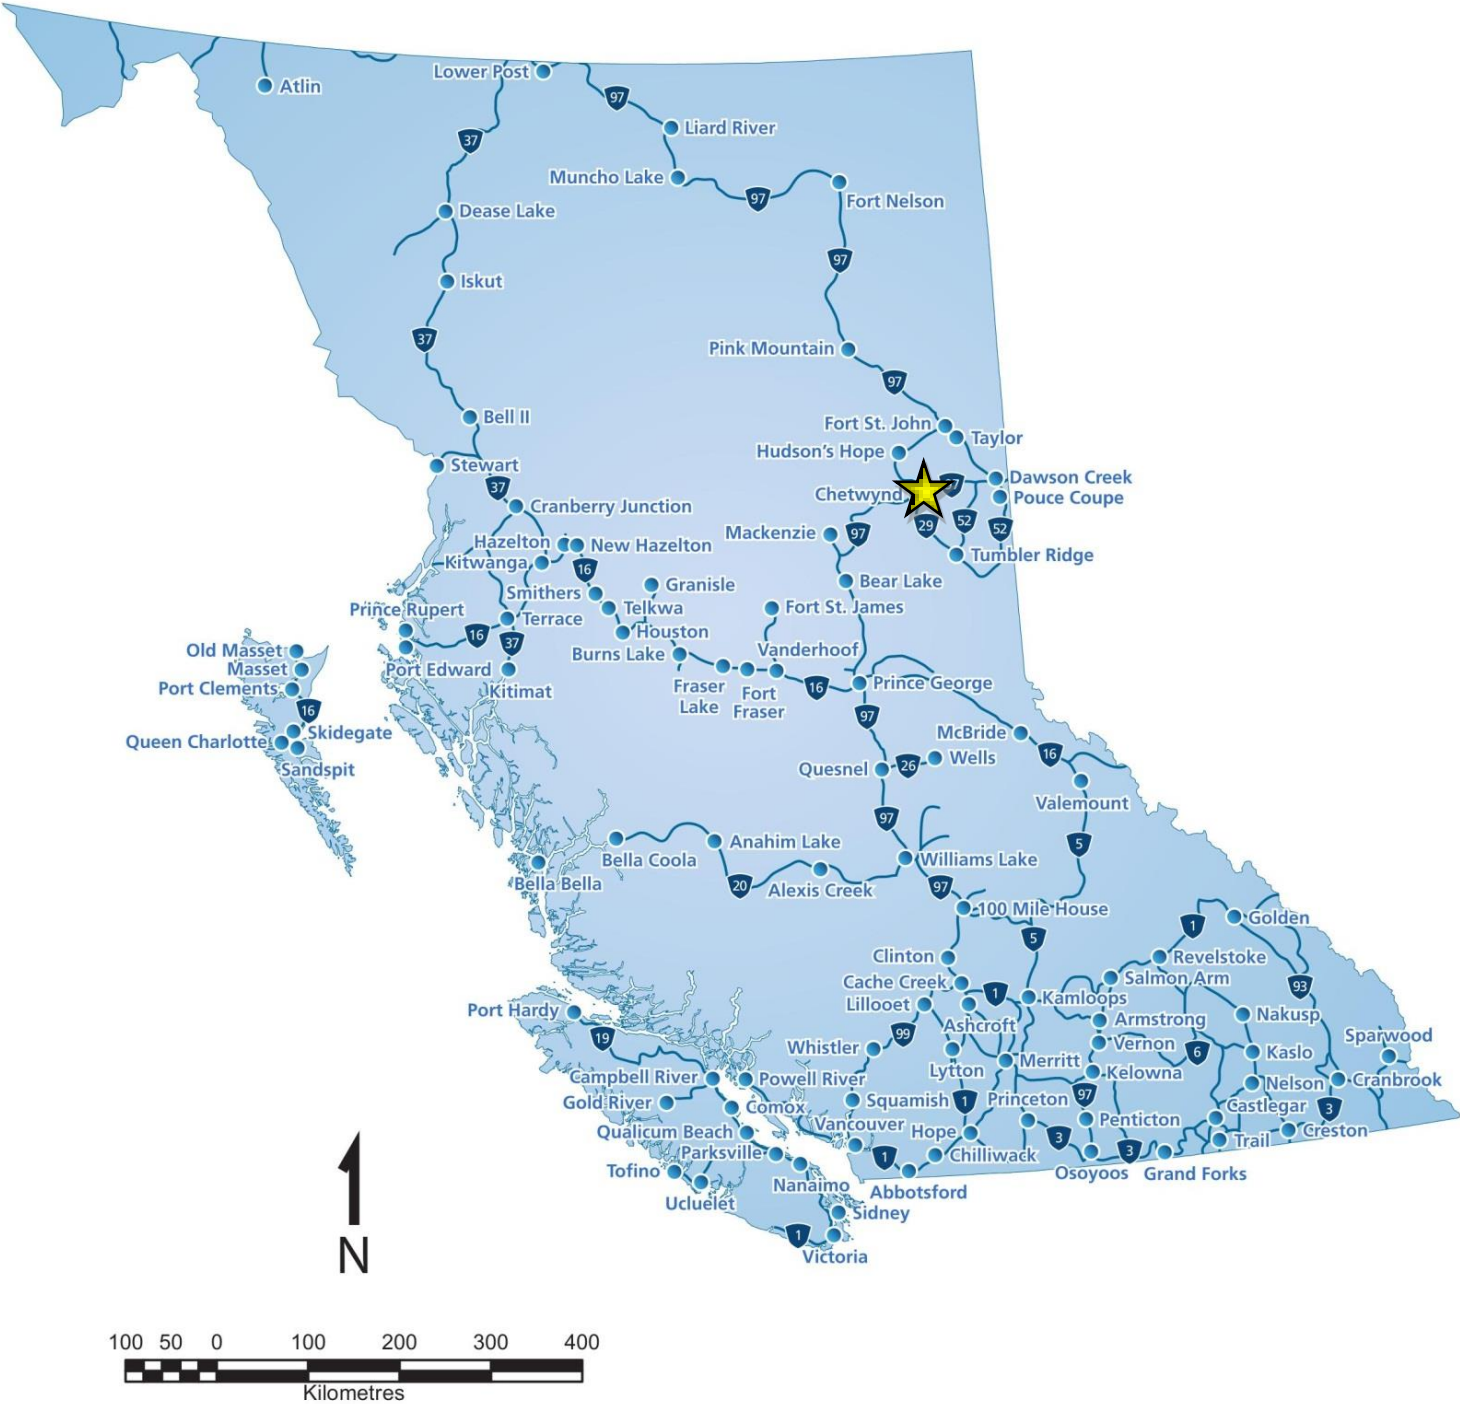 Atlin
Lower Post
97
Liard River
37
Muncho Lake
97
Fort Nelson
Dease Lake
97
Iskut
37
Pink Mountain
97
Bell II
Fort St. John
Taylor
Hudson's Hope
Stewart
Dawson Creek
37
Chetwynd
Pouce Coupe
Cranberry Junction
29
52
52
Mackenzie
97
Hazelton
New Hazelton
Tumbler Ridge
Kitwanga
16
Bear Lake
Granisle
Smithers
Telkwa
Fort St. James
Prince Rupert
Terrace
16
37
Houston
Old Masset
Burns Lake
Vanderhoof
Masset
Port Edward
Kitimat
Port Clements
Fraser
Lake
Fort
Fraser
16
Prince George
16
97
Skidegate
Queen Charlotte
McBride
16
Sandspit
Quesnel
26
Wells
Valemount
97
5
Bella Coola
Anahim Lake
Williams Lake
Bella Bella
20
Alexis Creek
97
100 Mile House
Golden
1
5
Clinton
Revelstoke
Cache Creek
Salmon Arm
93
Lillooet
1
Kamloops
Port Hardy
Ashcroft
Armstrong
Nakusp
19
99
Sparwood
Whistler
Vernon
6
Kaslo
Lytton
Merritt
Campbell River
Powell River
Kelowna
Nelson
Cranbrook
Gold River
Comox
Squamish
1
Princeton
97
Castlegar
3
Qualicum Beach
Vancouver
Hope
Penticton
Creston
Parksville
1
Chilliwack
3
3
Trail
Tofino
Nanaimo
Abbotsford
Osoyoos
Grand Forks
Ucluelet
Sidney
1
Victoria
N
100 50 0 100 200 300 400
Kilometres